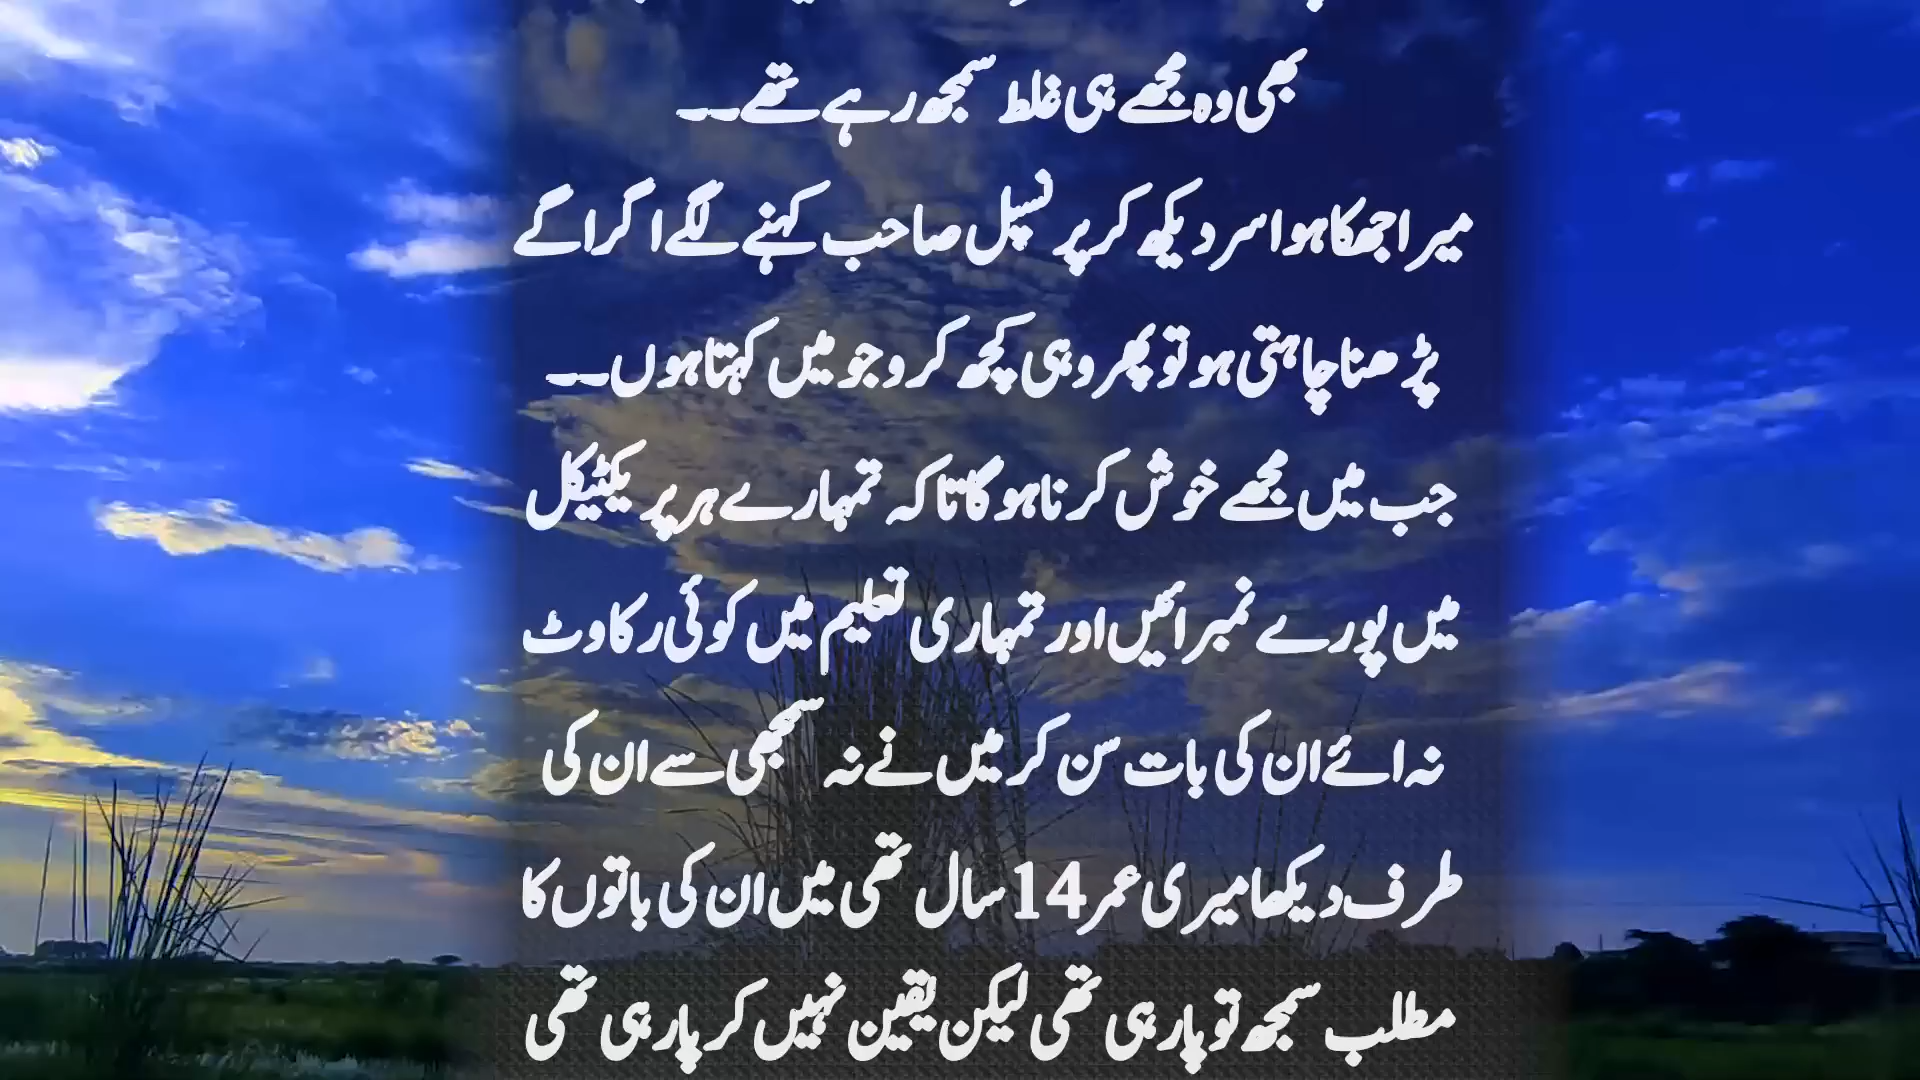 بھی وہ مجھے ہی غلط سمجھ رہے تھے۔۔
میرا جھکا ہوا سر دیکھ کر پرنسپل صاحب کہنے لگے اگر اگے
پڑھنا چاہتی ہو تو پھر وہی کچھ کرو جو میں کہتا ہوں۔۔
جب میں مجھے خوش کرنا ہو گا تا کہ تمہارے ہر پریکٹیکل
میں پورے نمبر ائیں اور تمہاری تعلیم میں کوئی رکاوٹ
نہ ائے ان کی بات سن کر میں نے نہ سمجھی سے ان کی
طرف دیکھا میری عمر 14 سال تھی میں ان کی باتوں کا
مطلب سمجھ تو پا رہی تھی لیکن یقین نہیں کر پا رہی تھی